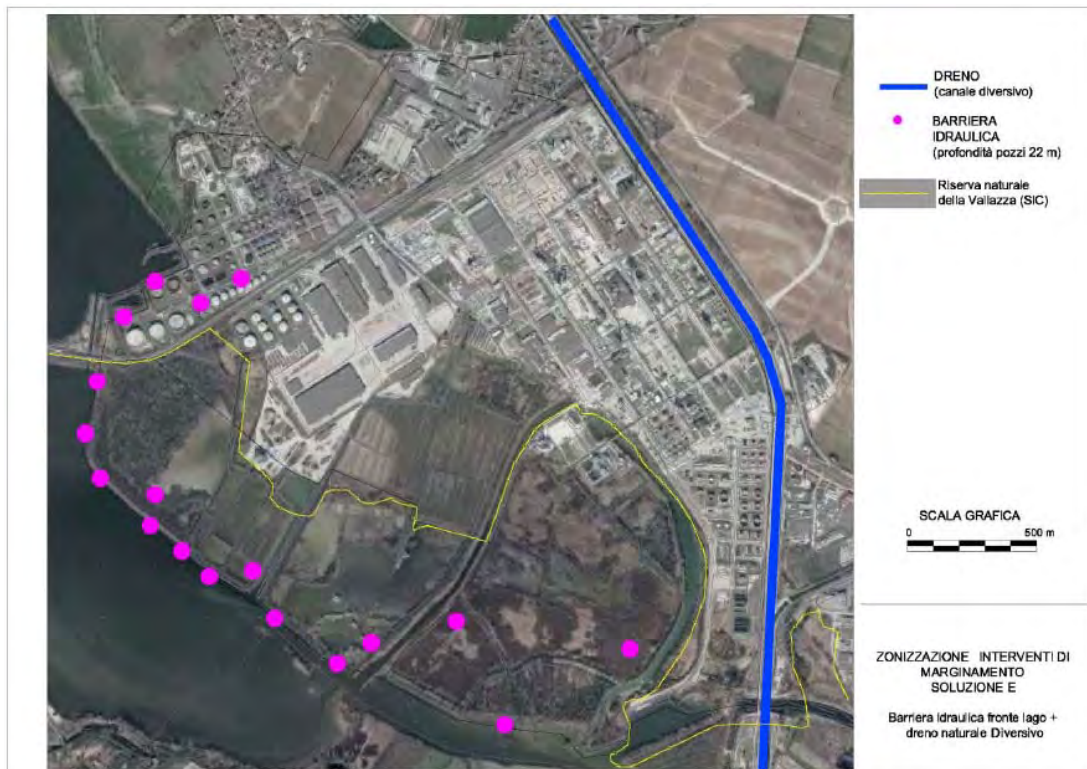 DRENO
(canale diversivo)
BARRIERA
IDRAULICA
(profondità pozzi 22 m)
Riserva naturale
della Vallazza (SIC)
SCALA GRAFICA
0 500 m
ZONIZZAZIONE INTERVENTI DI
MARGINAMENTO
SOLUZIONE E
Barriera Idraulica fronte lago +
dreno naturale Diversivo